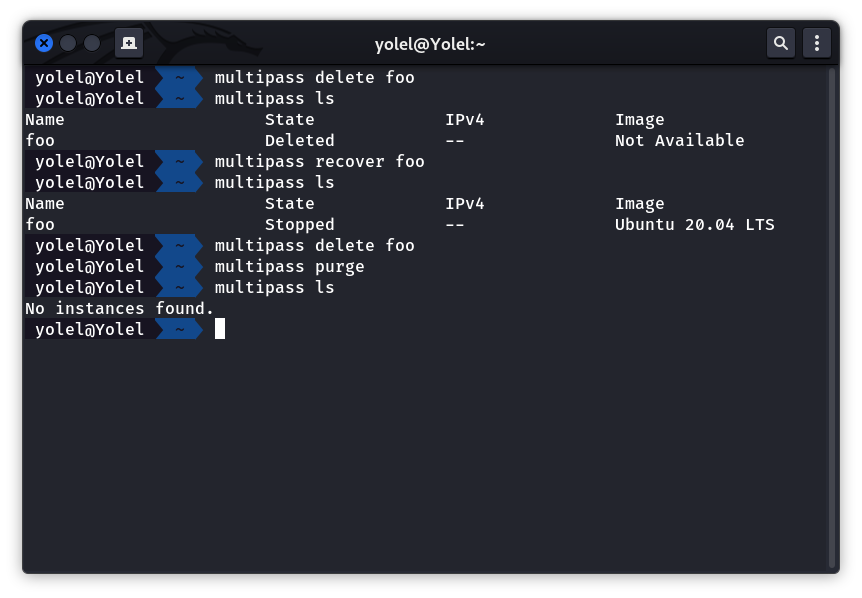 yolel@Yolel:~
yolel@Yolel ~ multipass delete foo
yolel@Yolel ~ multipass ls
Name State IPv4 Image
foo Deleted -- Not Available
yolel@Yolel ~ multipass recover foo
yolel@Yolel ~ multipass ls
Name State IPv4 Image
foo Stopped -- Ubuntu 20.04 LTS
yolel@Yolel ~ multipass delete foo
yolel@Yolel ~ multipass purge
yolel@Yolel ~ multipass ls
No instances found.
yolel@Yolel ~